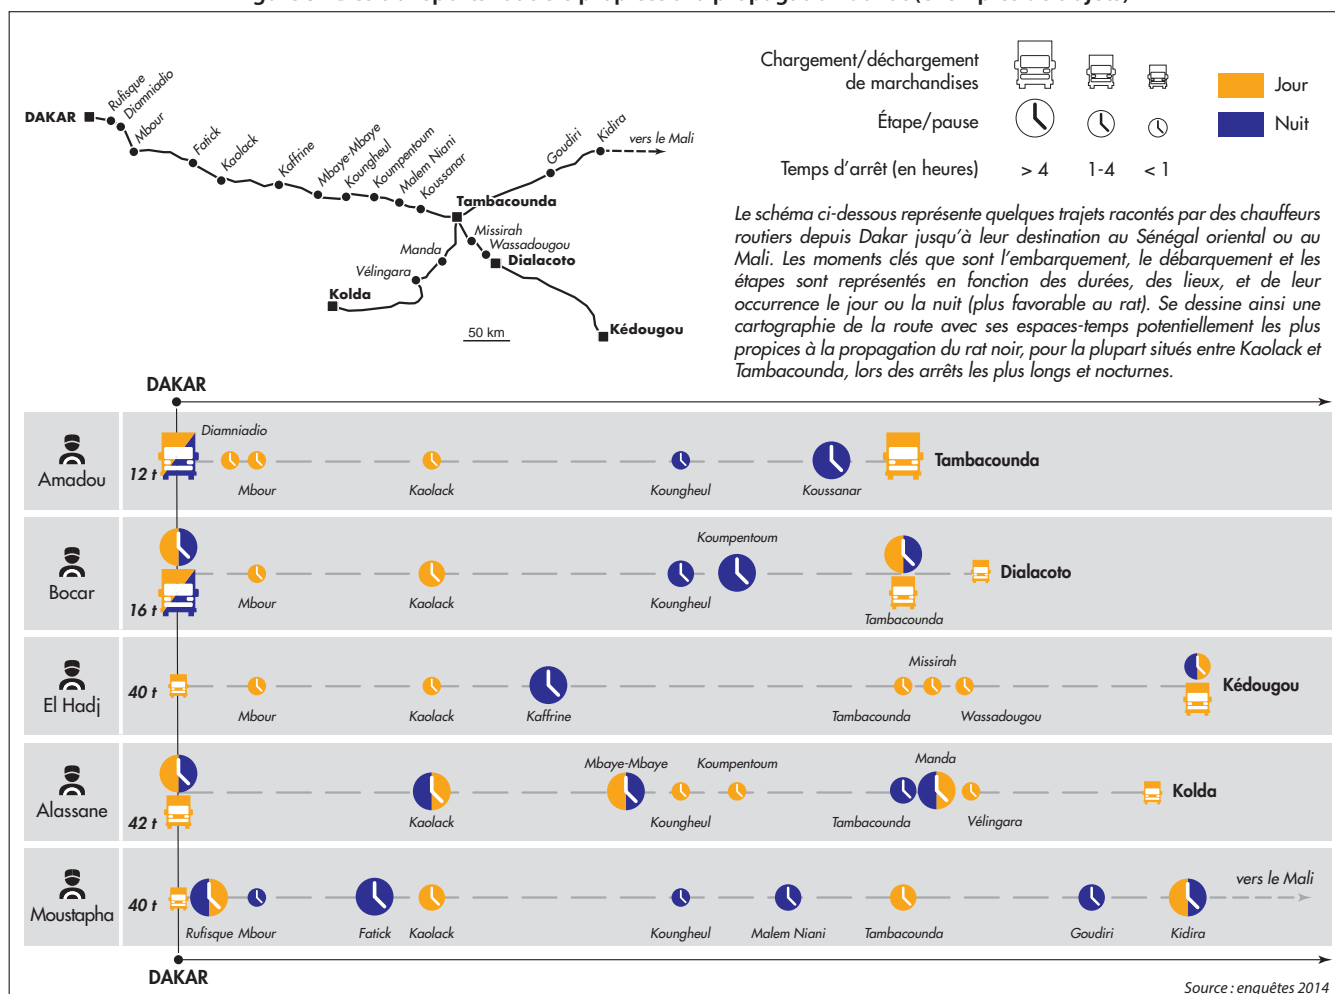 DAKAR
Rufisque
Diamniadio
Mbour
Fatick
Kaolack
Kaffrine
Mbaye-Mbaye
Koungheul
Koumpentoum
Malem Niani
Koussanar
Tambacounda
Goudiri
Kidira
vers le Mali
Missirah
Wassadougou
Dialacoto
Manda
Vélingara
Kolda
Kédougou
50 km
Chargement/déchargement
de marchandises
Étape/pause
Temps d'arrêt (en heures)
> 4
1-4
< 1
Jour
Nuit
Le schéma ci-dessous représente quelques trajets racontés par des chauffeurs
routiers depuis Dakar jusqu'à leur destination au Sénégal oriental ou au
Mali. Les moments clés que sont l'embarquement, le débarquement et les
étapes sont représentés en fonction des durées, des lieux, et de leur
occurrence le jour ou la nuit (plus favorable au rat). Se dessine ainsi une
cartographie de la route avec ses espaces-temps potentiellement les plus
propices à la propagation du rat noir, pour la plupart situés entre Kaolack et
Tambacounda, lors des arrêts les plus longs et nocturnes.
DAKAR
Amadou
12 t
Diamniadio
Mbour
Kaolack
Koungheul
Koussanar
Tambacounda
Bocar
16 t
Mbour
Kaolack
Koungheul
Koumpentoum
Tambacounda
Dialacoto
El Hadj
40 t
Mbour
Kaolack
Kaffrine
Tambacounda
Missirah
Wassadougou
Kédougou
Alassane
42 t
Kaolack
Mbaye-Mbaye
Koungheul
Koumpentoum
Tambacounda
Manda
Vélingara
Kolda
Moustapha
40 t
Rufisque
Mbour
Fatick
Kaolack
Koungheul
Malem Niani
Tambacounda
Goudiri
Kidira
vers le Mali
DAKAR
Source : enquêtes 2014